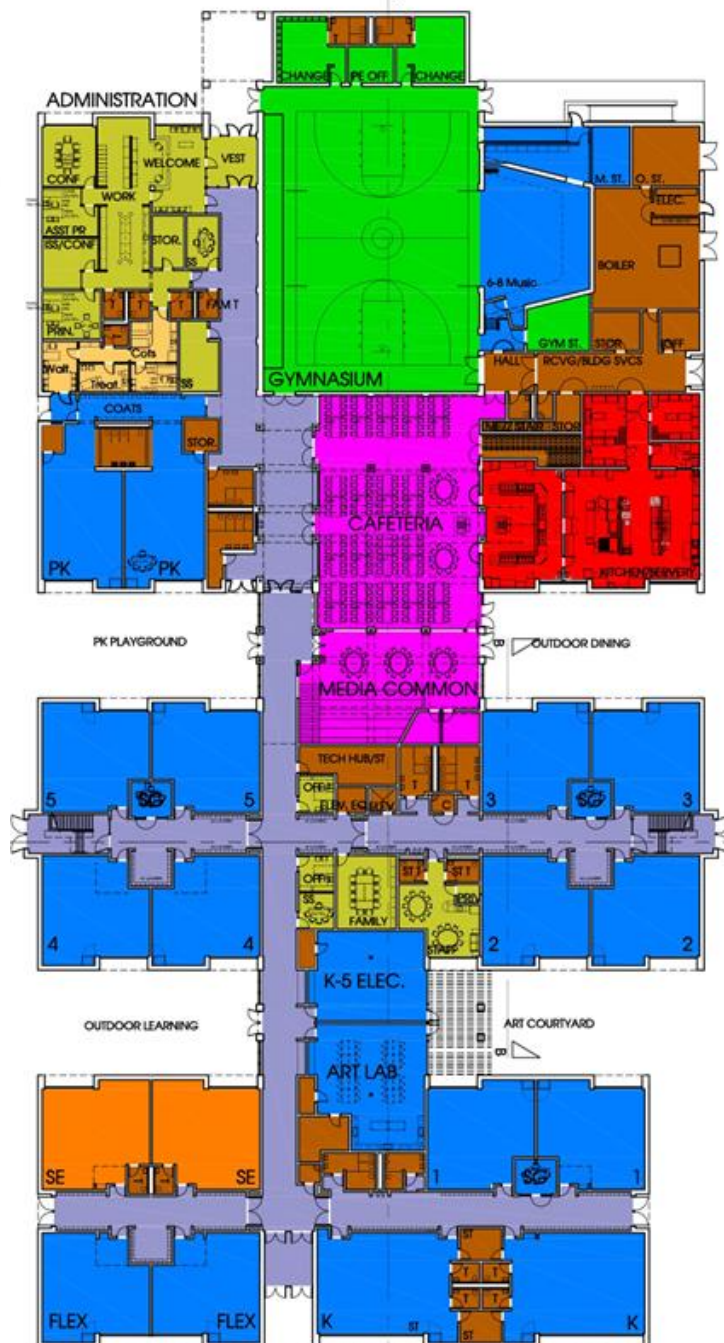 T T
CHANGE PE OFF. CHANGE
ADMINISTRATION
CONF
WELCOME
VEST
M. ST. O. ST.
WORK
ELEC.
ASST PR
STOR.
SS
ISS/CONF
BOILER
6-8 Music
T T T
FAM T
PRIN.
T
GYM ST. STOR OFF
Cots
Wait
Treat.
SS
GYMNASIUM
HALL RCVG/BLDG SVCS
COATS
STOR.
CAFETERIA
PK PK
KITCHEN/SERVERY
PK PLAYGROUND
B OUTDOOR DINING
MEDIA COMMON
TECH HUB/ST
T T
OFF
SG
SG
5 5
C
3 3
OFF
ST T ST T
SS
FAMILY
STAFF
4 4
2 2
K-5 ELEC.
OUTDOOR LEARNING
ART COURTYARD
B
ART LAB
SE SE
T T
1 SG 1
ST
T T
T T
FLEX FLEX
K ST ST K